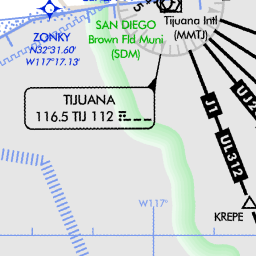 SAN DIEGO
Brown Fld Muni
(SDM)
Tijuana Intl
(MMTJ)
ZONKY
N32°31.60'
W117°17.13'
TIJUANA
116.5 TIJ 112
J1
UL312
UJ2
W117°
KREPE